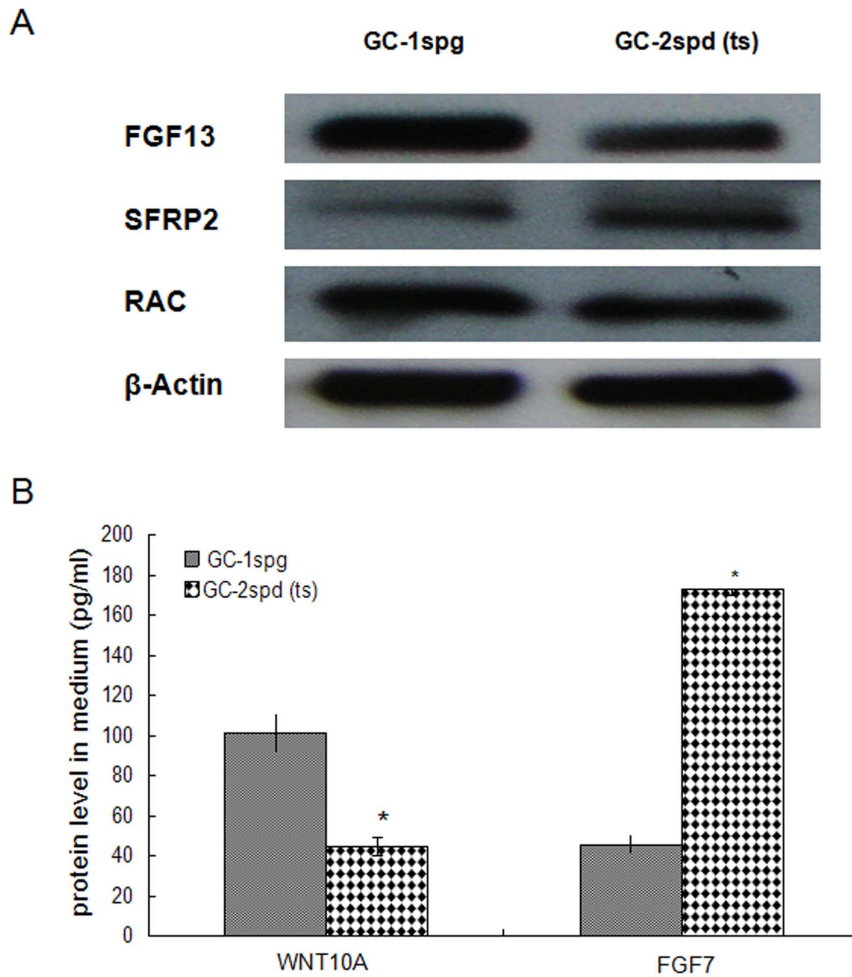 A
GC-1spg GC-2spd (ts)
FGF13
SFRP2
RAC
β-Actin
B
protein level in medium (pg/ml)
200
180
160
140
120
100
80
60
40
20
0
GC-1spg
GC-2spd (ts)
*
*
WNT10A FGF7